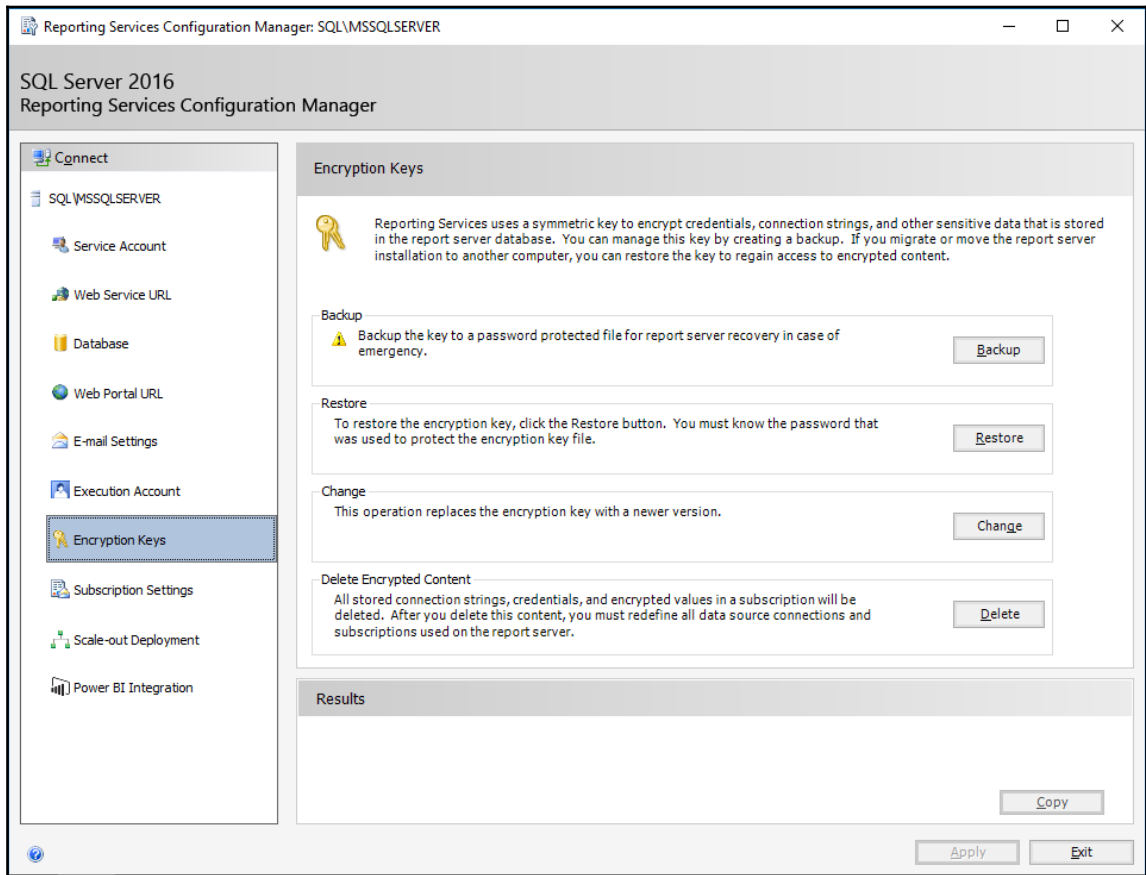 Reporting Services Configuration Manager: SQL\MSSQLSERVER
SQL Server 2016
Reporting Services Configuration Manager
Connect
SQL\MSSQLSERVER
Service Account
Web Service URL
Database
Web Portal URL
E-mail Settings
Execution Account
Encryption Keys
Subscription Settings
Scale-out Deployment
Power BI Integration
Encryption Keys
Reporting Services uses a symmetric key to encrypt credentials, connection strings, and other sensitive data that is stored
in the report server database. You can manage this key by creating a backup. If you migrate or move the report server
installation to another computer, you can restore the key to regain access to encrypted content.
Backup
Backup the key to a password protected file for report server recovery in case of
emergency.
Backup
Restore
To restore the encryption key, click the Restore button. You must know the password that
was used to protect the encryption key file.
Restore
Change
This operation replaces the encryption key with a newer version.
Change
Delete Encrypted Content
All stored connection strings, credentials, and encrypted values in a subscription will be
deleted. After you delete this content, you must redefine all data source connections and
subscriptions used on the report server.
Delete
Results
Copy
Apply
Exit